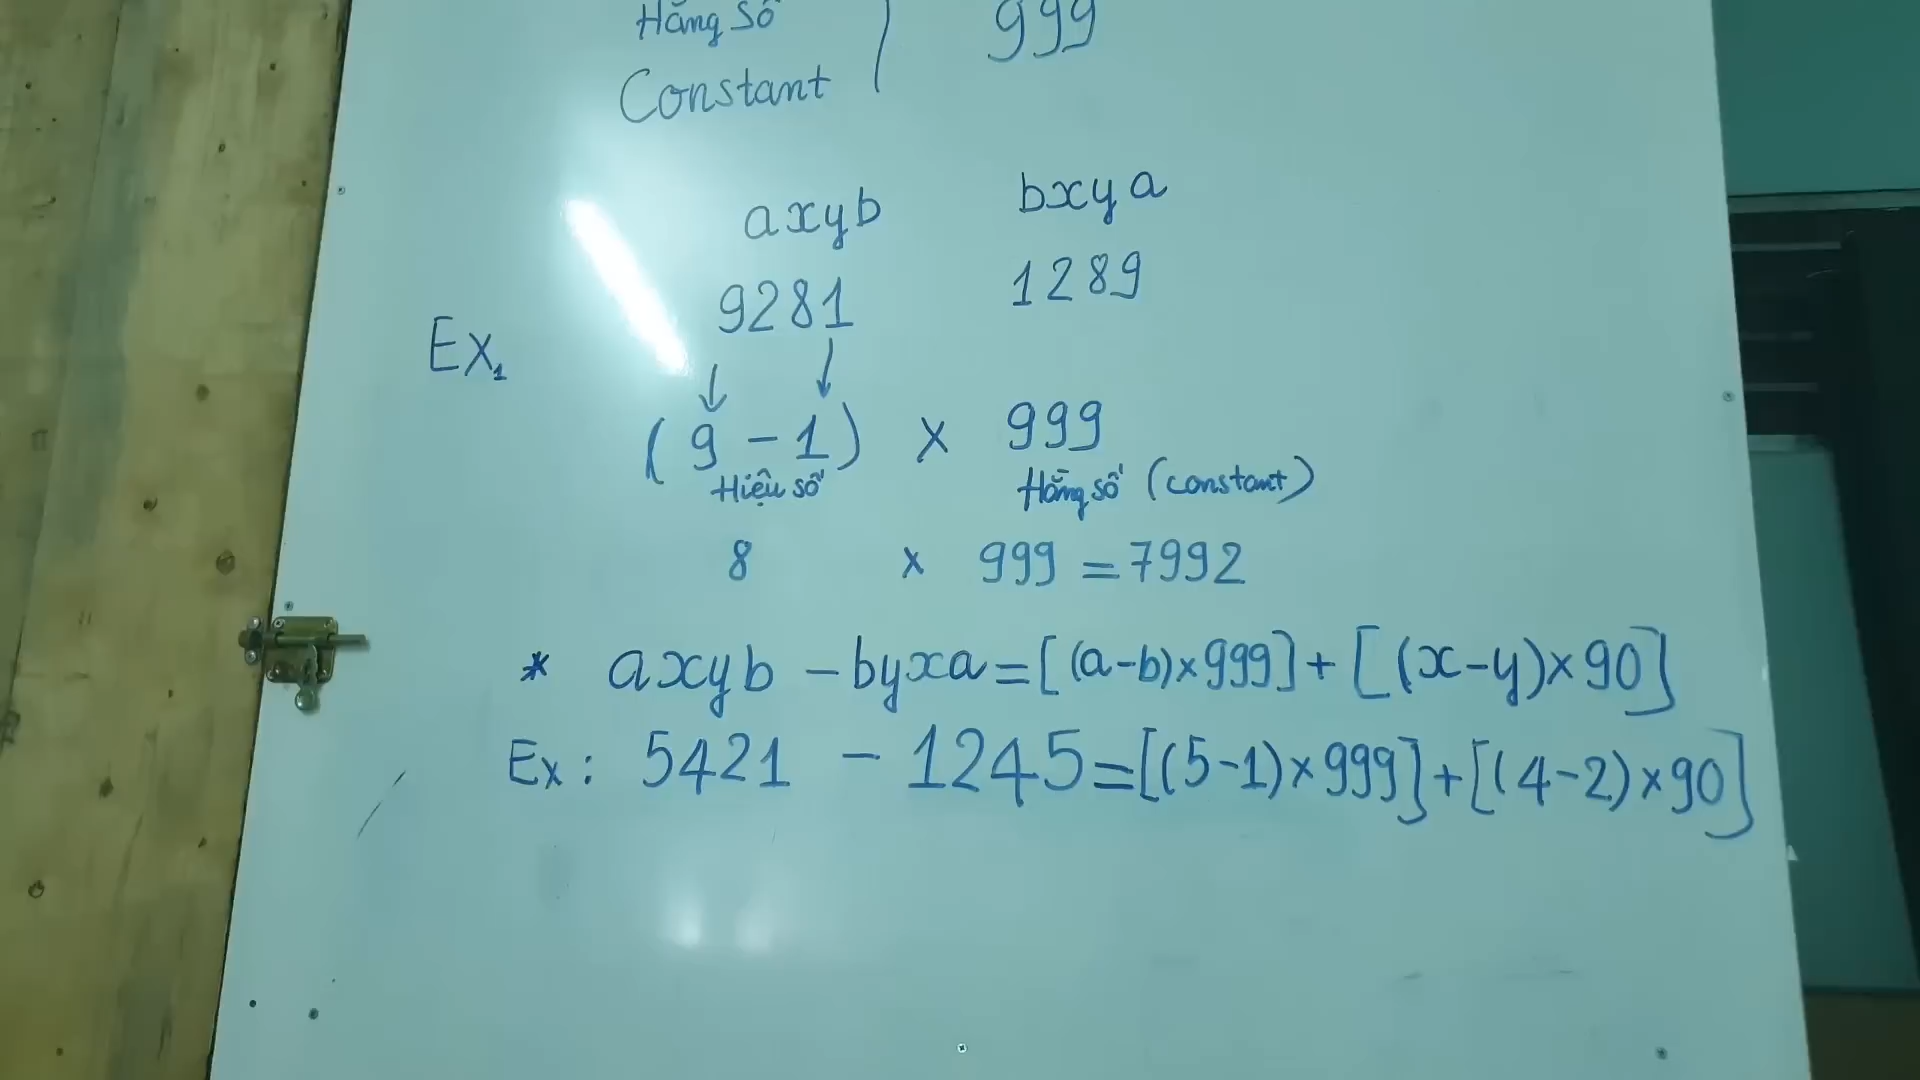 Hằng số 999
Constant
axyb bxya
9281 1289
Ex1
(9 - 1) x 999
Hiệu số Hằng số (constant)
8 x 999 = 7992
* axyb - byxa = [(a-b)x999] + [(x-y)x90]
Ex: 5421 - 1245 = [(5-1)x999] + [(4-2)x90]